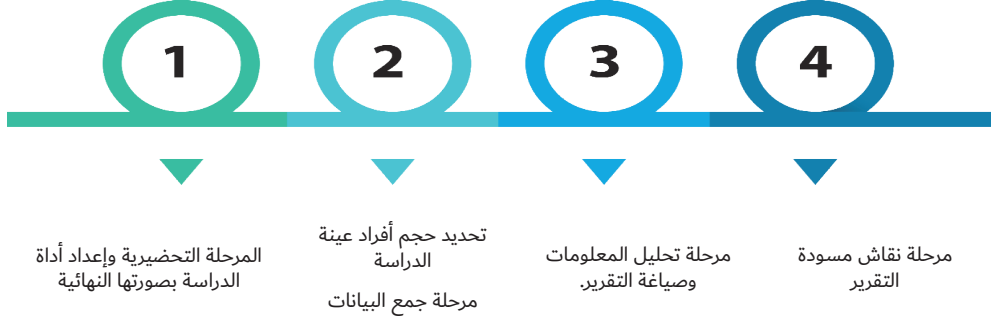 1
2
3
4
المرحلة التحضيرية وإعداد أداة
الدراسة بصورتها النهائية
تحديد حجم أفراد عينة
الدراسة
مرحلة جمع البيانات
مرحلة تحليل المعلومات
وصياغة التقرير.
مرحلة نقاش مسودة
التقرير